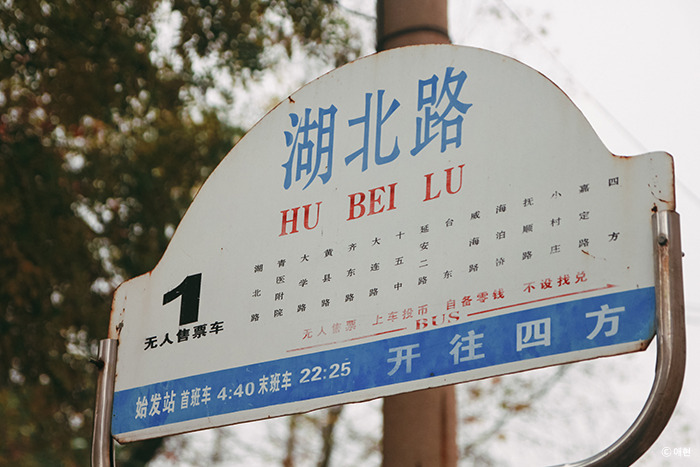 湖北路
HU BEI LU
1
无人售票车
湖北路
青医附院
大学路
黄县路
齐东路
大连路
十五中
延安二路
台东
威海路
抚顺路
小村庄
嘉定路
四方
无人售票 上车投币 自备零钱 不设找兑
BUS
始发站 首班车 4:40 末班车 22:25 开往四方
ⓒ 애헌